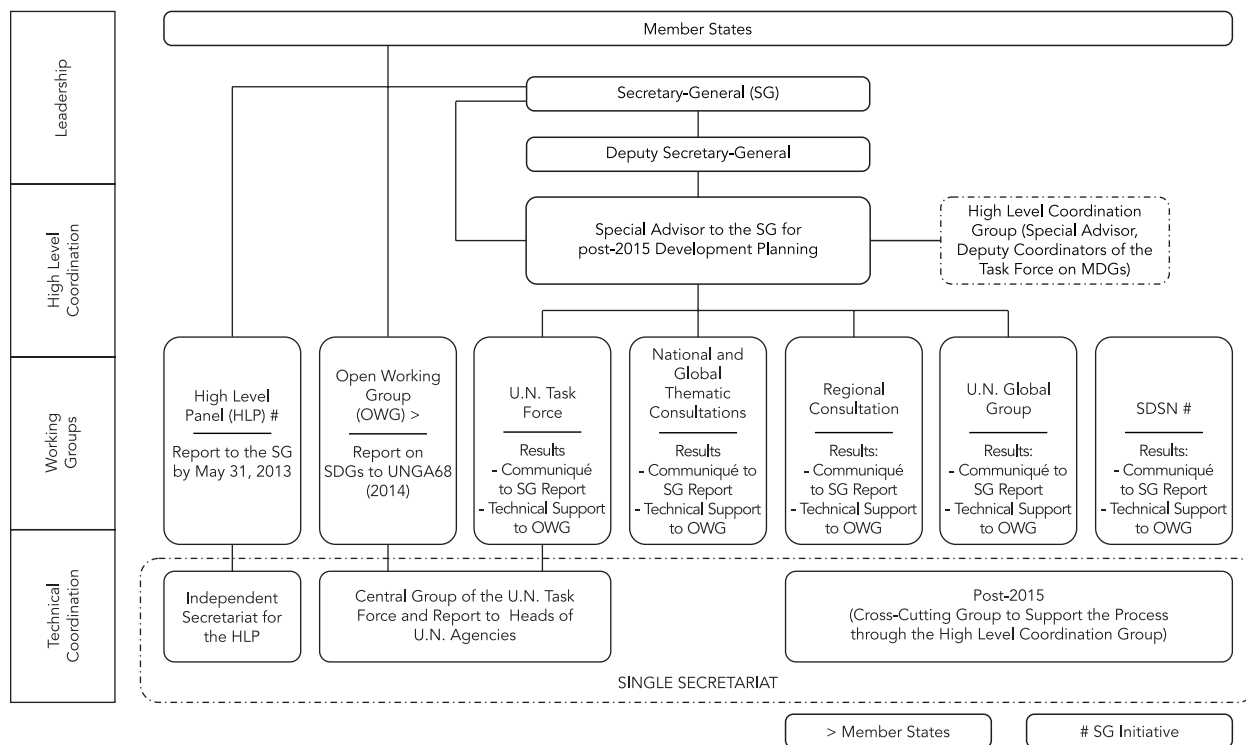 Leadership
Member States
Secretary-General (SG)
Deputy Secretary-General
High Level
Coordination
Special Advisor to the SG for
post-2015 Development Planning
High Level Coordination
Group (Special Advisor,
Deputy Coordinators of the
Task Force on MDGs)
Working
Groups
High Level
Panel (HLP) #
Report to the SG
by May 31, 2013
Open Working
Group
(OWG) >
Report on
SDGs to UNGA68
(2014)
U.N. Task
Force
Results
- Communiqué
to SG Report
- Technical Support
to OWG
National and
Global
Thematic
Consultations
Results
- Communiqué to
SG Report
- Technical Support
to OWG
Regional
Consultation
Results:
- Communiqué to
SG Report
- Technical Support
to OWG
U.N. Global
Group
Results:
- Communiqué to
SG Report
- Technical Support
to OWG
SDSN #
Results:
- Communiqué to
SG Report
- Technical Support
to OWG
Technical
Coordination
Independent
Secretariat for
the HLP
Central Group of the U.N. Task
Force and Report to Heads of
U.N. Agencies
Post-2015
(Cross-Cutting Group to Support the Process
through the High Level Coordination Group)
SINGLE SECRETARIAT
> Member States
# SG Initiative